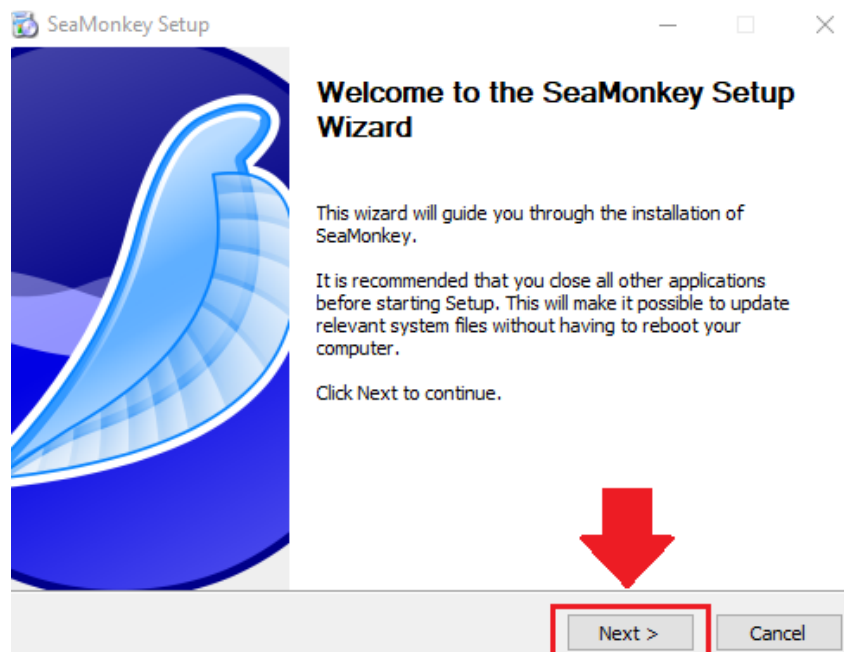 SeaMonkey Setup
Welcome to the SeaMonkey Setup
Wizard
This wizard will guide you through the installation of
SeaMonkey.
It is recommended that you close all other applications
before starting Setup. This will make it possible to update
relevant system files without having to reboot your
computer.
Click Next to continue.
Next >
Cancel